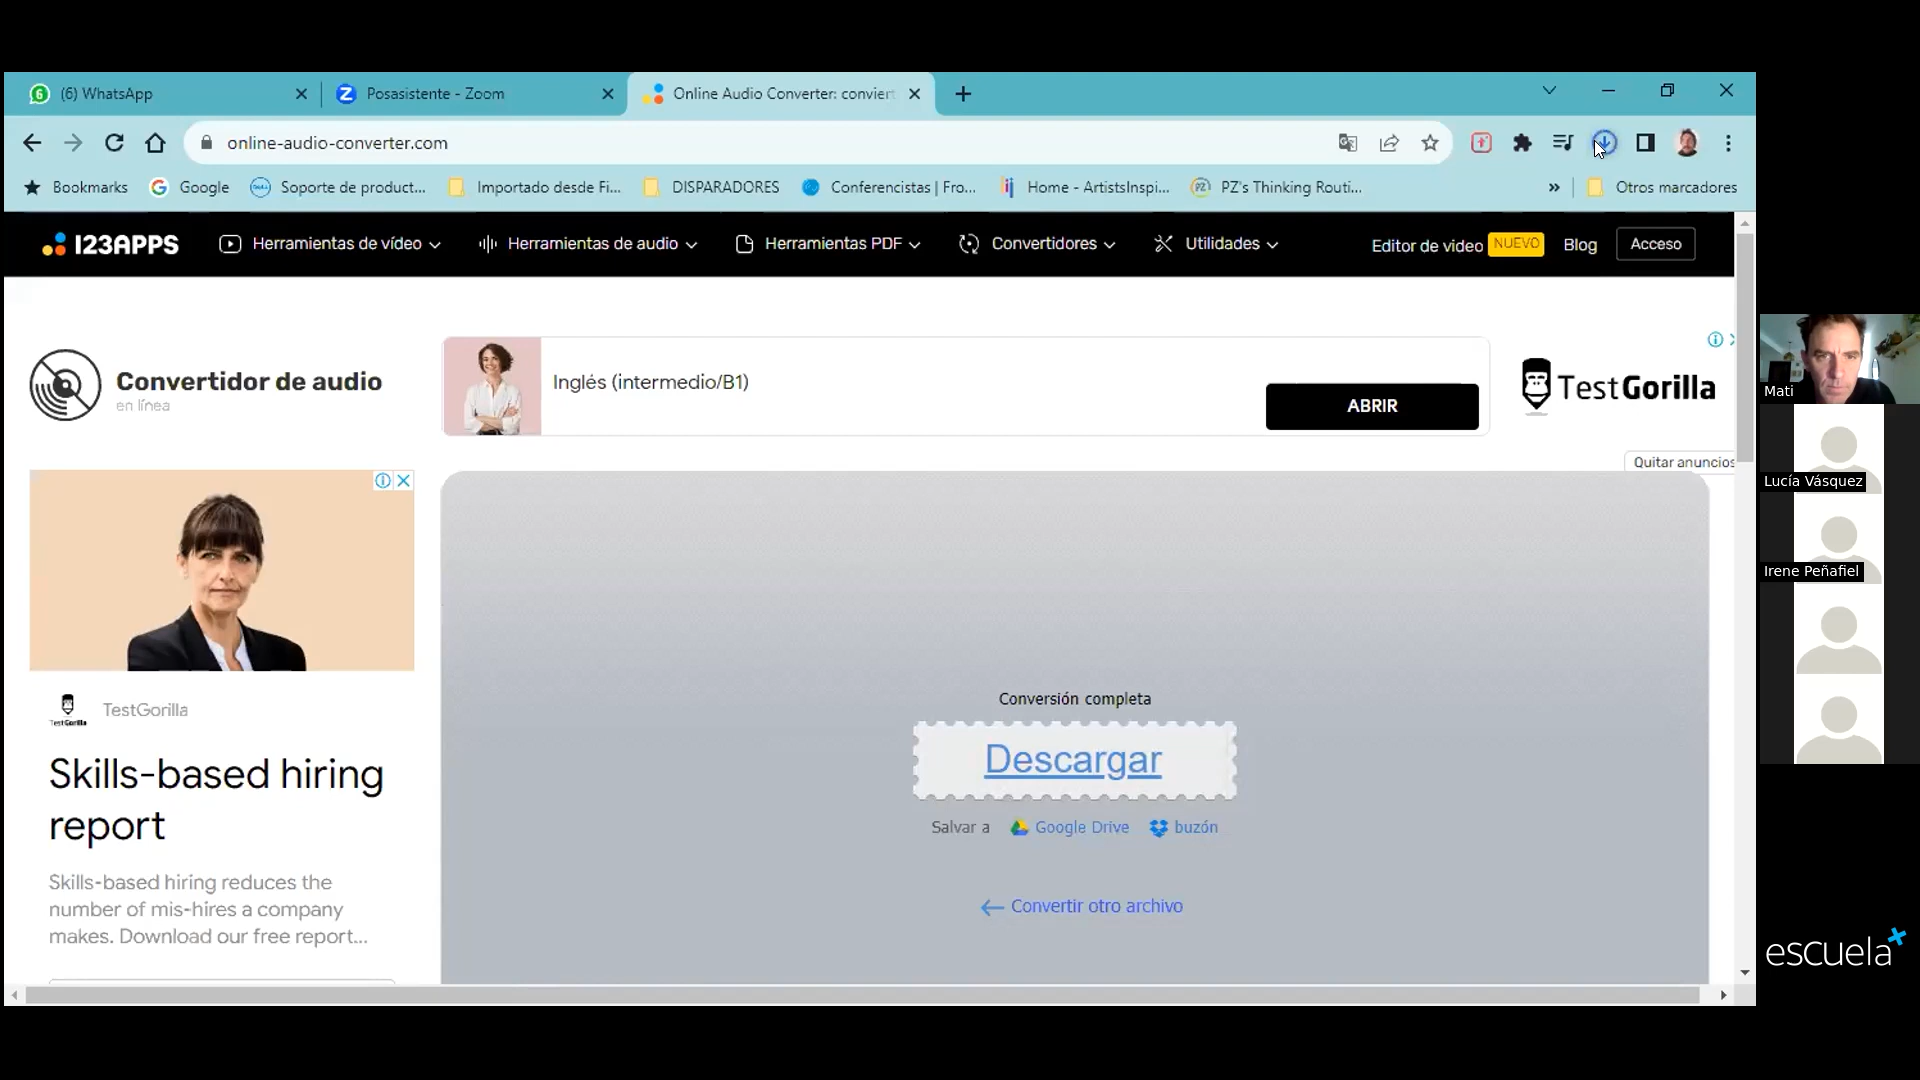 (6) WhatsApp
Posasistente - Zoom
Online Audio Converter: conviert
online-audio-converter.com
Bookmarks
Google
Soporte de product...
Importado desde Fi...
DISPARADORES
Conferencistas | Fro...
Home - ArtistsInspi...
PZ's Thinking Routi...
»
Otros marcadores
123APPS
Herramientas de vídeo
Herramientas de audio
Herramientas PDF
Convertidores
Utilidades
Editor de video
NUEVO
Blog
Acceso
Convertidor de audio
en línea
Inglés (intermedio/B1)
ABRIR
TestGorilla
Quitar anuncios
Mati
Lucía Vásquez
Irene Peñafiel
TestGorilla
TestGorilla
Skills-based hiring
report
Skills-based hiring reduces the
number of mis-hires a company
makes. Download our free report...
Conversión completa
Descargar
Salvar a
Google Drive
buzón
Convertir otro archivo
escuela+